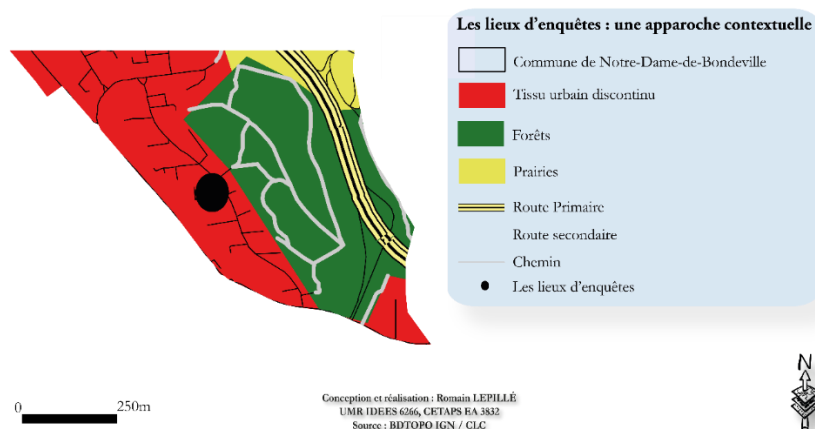 Les lieux d'enquêtes : une apparoche contextuelle
Commune de Notre-Dame-de-Bondeville
Tissu urbain discontinu
Forêts
Prairies
Route Primaire
Route secondaire
Chemin
Les lieux d'enquêtes
N
0 250m
Conception et réalisation : Romain LEPILLÉ
UMR IDEES 6266, CETAPS EA 3832
Source : BDTOPO IGN / CLC